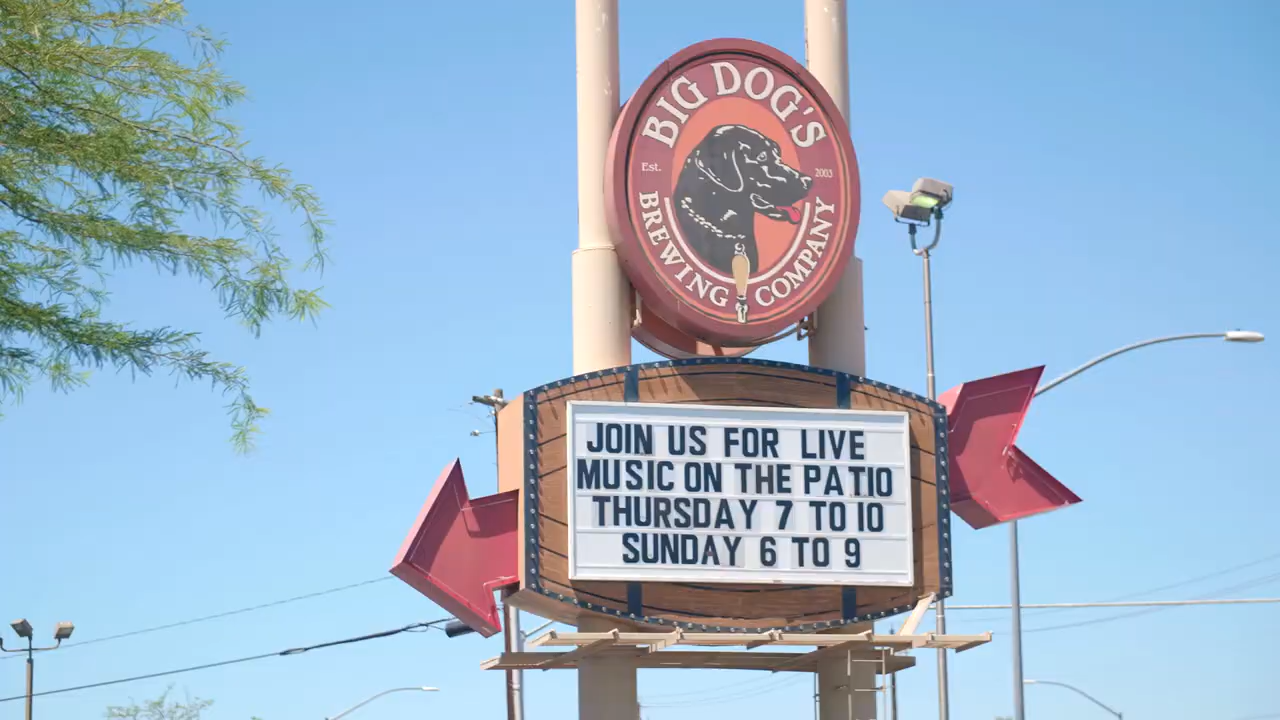 BIG DOG'S
Est. 2003
BREWING COMPANY
JOIN US FOR LIVE
MUSIC ON THE PATIO
THURSDAY 7 TO 10
SUNDAY 6 TO 9